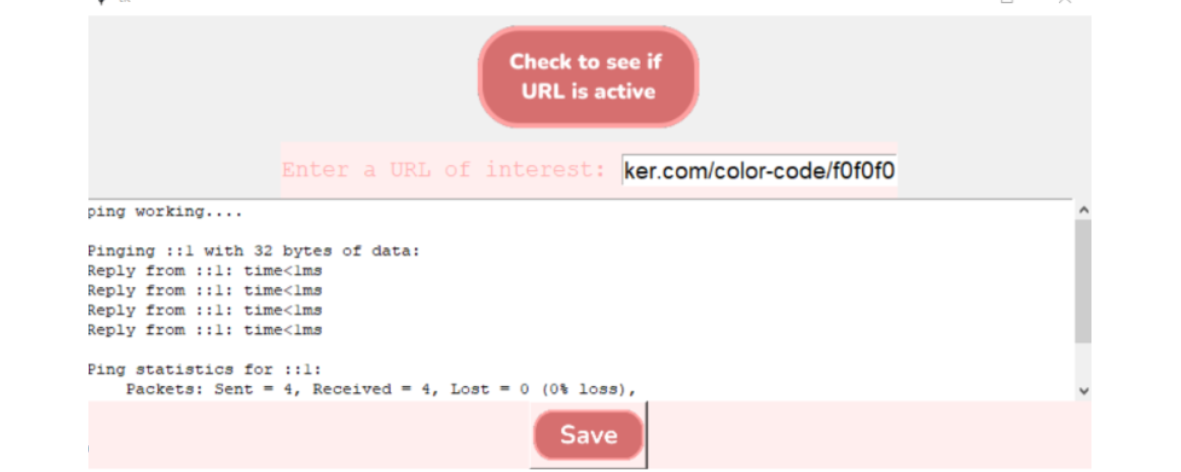 Check to see if
URL is active
Enter a URL of interest: ker.com/color-code/f0f0f0
ping working....
Pinging ::1 with 32 bytes of data:
Reply from ::1: time<1ms
Reply from ::1: time<1ms
Reply from ::1: time<1ms
Reply from ::1: time<1ms
Ping statistics for ::1:
Packets: Sent = 4, Received = 4, Lost = 0 (0% loss),
Save